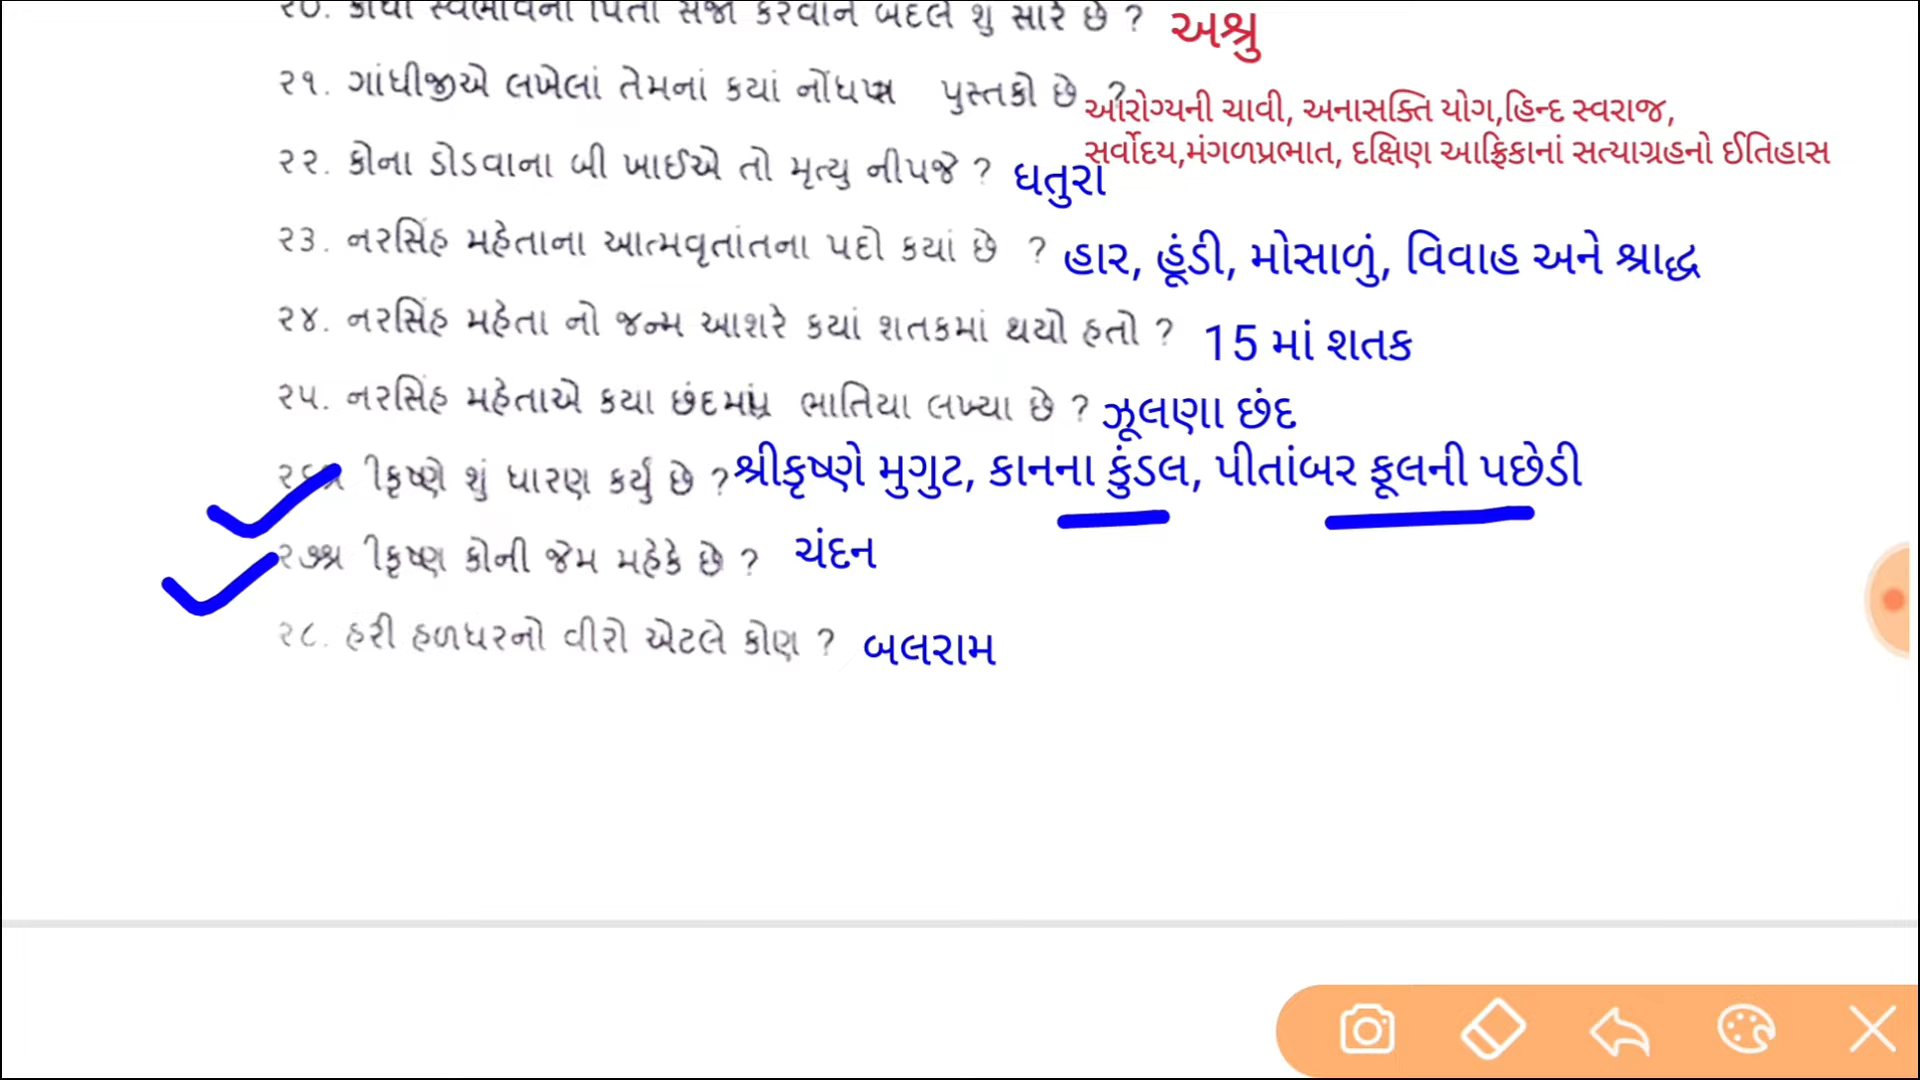 ૨૦. ક્રોધી સ્વભાવના પિતા સજા કરવાને બદલે શું સારે છે ? અશ્રુ
૨૧. ગાંધીજીએ લખેલાં તેમનાં કયાં નોંધપાત્ર પુસ્તકો છે ? આરોગ્યની ચાવી, અનાસક્તિ યોગ,હિન્દ સ્વરાજ,
સર્વોદય,મંગળપ્રભાત, દક્ષિણ આફ્રિકાનાં સત્યાગ્રહનો ઈતિહાસ
૨૨. કોના ડોડવાના બી ખાઈએ તો મૃત્યુ નીપજે ? ધતુરા
૨૩. નરસિંહ મહેતાના આત્મવૃતાંતના પદો કયાં છે ? હાર, હૂંડી, મોસાળું, વિવાહ અને શ્રાદ્ધ
૨૪. નરસિંહ મહેતા નો જન્મ આશરે કયાં શતકમાં થયો હતો ? 15 માં શતક
૨૫. નરસિંહ મહેતાએ કયા છંદમાં પ્રભાતિયા લખ્યા છે ? ઝૂલણા છંદ
૨૬. શ્રીકૃષ્ણે શું ધારણ કર્યું છે ? શ્રીકૃષ્ણે મુગુટ, કાનના કુંડલ, પીતાંબર ફૂલની પછેડી
૨૭. શ્રીકૃષ્ણ કોની જેમ મહેકે છે ? ચંદન
૨૮. હરી હળધરનો વીરો એટલે કોણ ? બલરામ